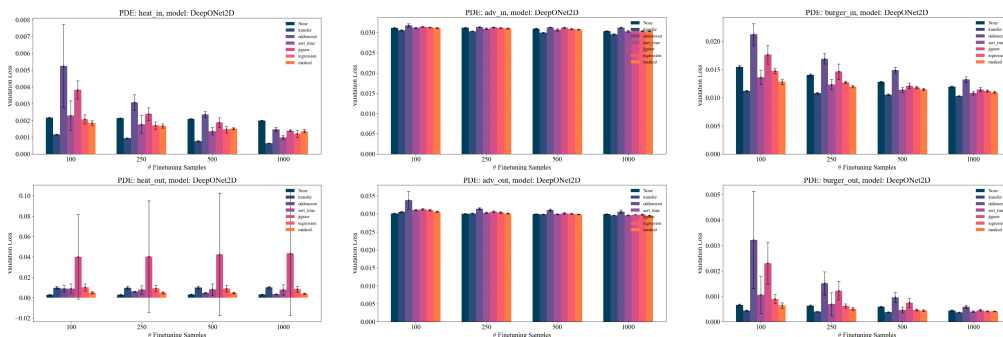 PDE: heat_in, model: DeepONet2D
Validation Loss
0.008
0.007
0.006
0.005
0.004
0.003
0.002
0.001
0.000
None
transfer
oddoneout
sort_time
jigsaw
regression
masked
100
250
500
1000
# Finetuning Samples
PDE: adv_in, model: DeepONet2D
Validation Loss
0.030
0.025
0.020
0.015
0.010
0.005
0.000
None
transfer
oddoneout
sort_time
jigsaw
regression
masked
100
250
500
1000
# Finetuning Samples
PDE: burger_in, model: DeepONet2D
Validation Loss
0.020
0.015
0.010
0.005
0.000
None
transfer
oddoneout
sort_time
jigsaw
regression
masked
100
250
500
1000
# Finetuning Samples
PDE: heat_out, model: DeepONet2D
Validation Loss
0.10
0.08
0.06
0.04
0.02
0.00
−0.02
None
transfer
oddoneout
sort_time
jigsaw
regression
masked
100
250
500
1000
# Finetuning Samples
PDE: adv_out, model: DeepONet2D
Validation Loss
0.035
0.030
0.025
0.020
0.015
0.010
0.005
0.000
None
transfer
oddoneout
sort_time
jigsaw
regression
masked
100
250
500
1000
# Finetuning Samples
PDE: burger_out, model: DeepONet2D
Validation Loss
0.005
0.004
0.003
0.002
0.001
0.000
None
transfer
oddoneout
sort_time
jigsaw
regression
masked
100
250
500
1000
# Finetuning Samples